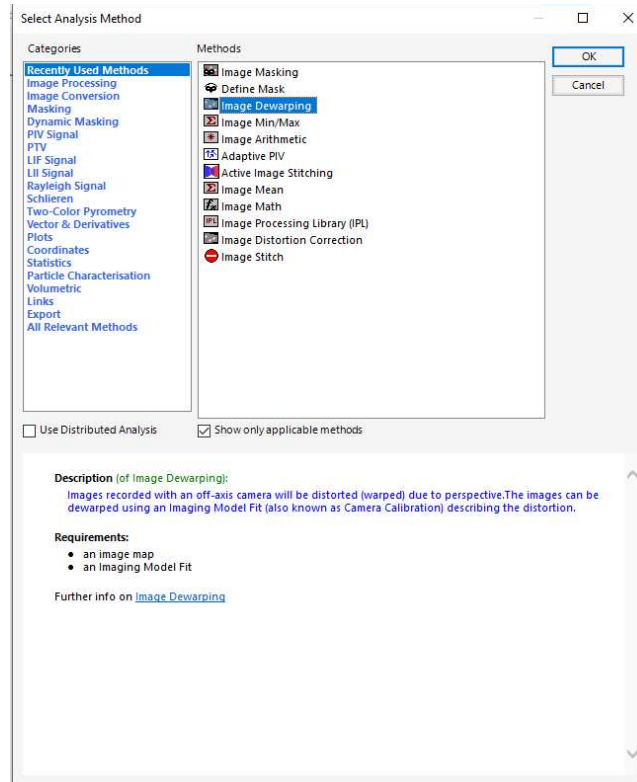 Select Analysis Method
Categories
Recently Used Methods
Image Processing
Image Conversion
Masking
Dynamic Masking
PIV Signal
PTV
LIF Signal
LII Signal
Rayleigh Signal
Schlieren
Two-Color Pyrometry
Vector & Derivatives
Plots
Coordinates
Statistics
Particle Characterisation
Volumetric
Links
Export
All Relevant Methods
Methods
Image Masking
Define Mask
Image Dewarping
Image Min/Max
Image Arithmetic
Adaptive PIV
Active Image Stitching
Image Mean
Image Math
IPL Image Processing Library (IPL)
Image Distortion Correction
Image Stitch
OK
Cancel
Use Distributed Analysis
Show only applicable methods
Description (of Image Dewarping):
Images recorded with an off-axis camera will be distorted (warped) due to perspective.The images can be
dewarped using an Imaging Model Fit (also known as Camera Calibration) describing the distortion.
Requirements:
• an image map
• an Imaging Model Fit
Further info on Image Dewarping